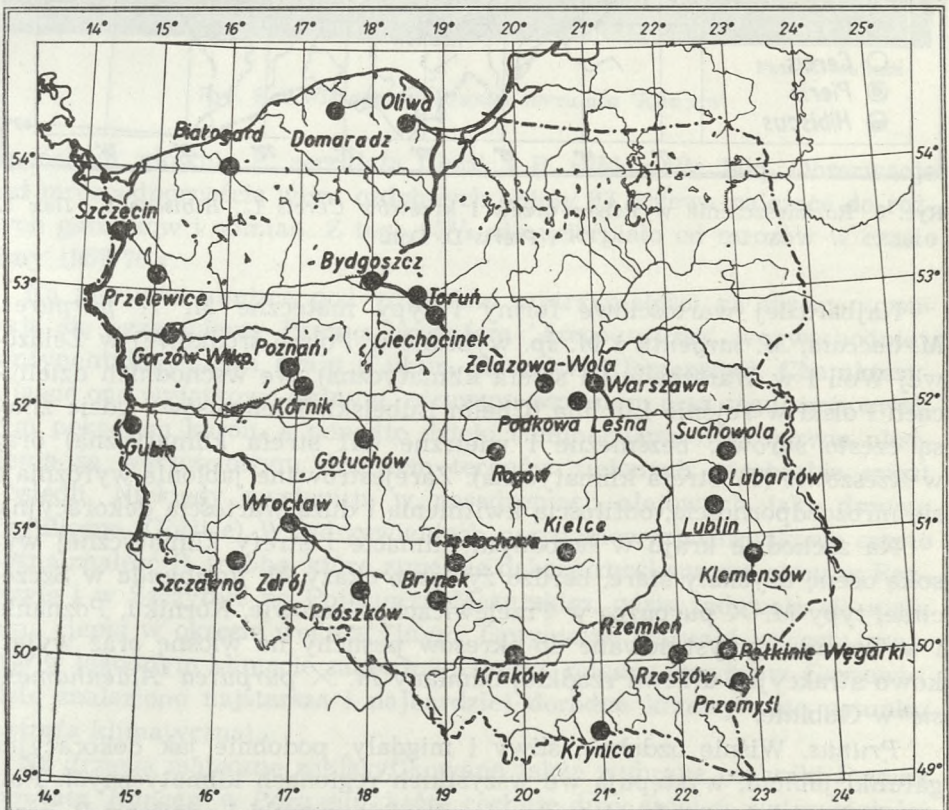 14° 15° 16° 17° 18° 19° 20° 21° 22° 23° 24° 25°
Oliwa
Domaradz
Białogard
54° 54°
Szczecin
Bydgoszcz
53° 53°
Przelewice
Toruń
Ciechocinek
Gorzów Wlkp.
Poznań
Żelazowa-Wola
Warszawa
52° 52°
Kórnik
Podkowa Leśna
Suchowola
Gubin
Gołuchów
Rogów
Lubartów
Wrocław
Lublin
51° 51°
Częstochowa
Kielce
Szczawno Zdrój
Brynek
Klemensów
Prószków
Rzemień
50° 50°
Pełkinie Węgarki
Kraków
Rzeszów
Przemyśl
Krynica
49° 49°
14° 15° 16° 17° 18° 19° 20° 21° 22° 23° 24°